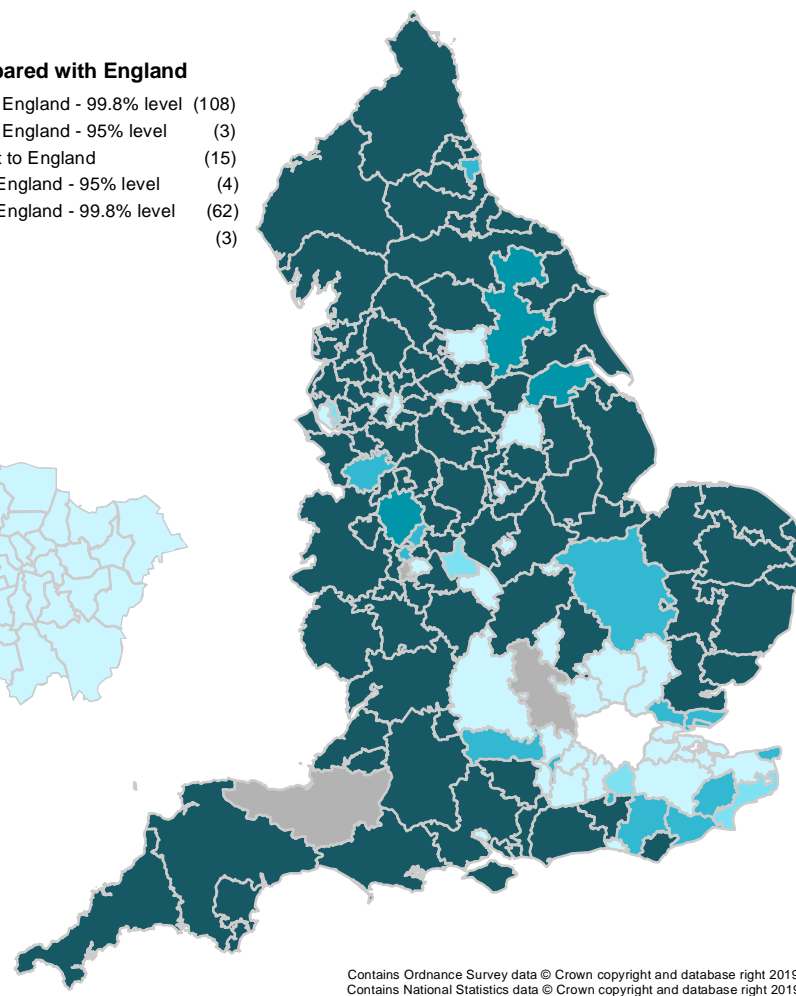 pared with England
England - 99.8% level (108)
England - 95% level (3)
t to England (15)
England - 95% level (4)
England - 99.8% level (62)
(3)
Contains Ordnance Survey data © Crown copyright and database right 2019
Contains National Statistics data © Crown copyright and database right 2019